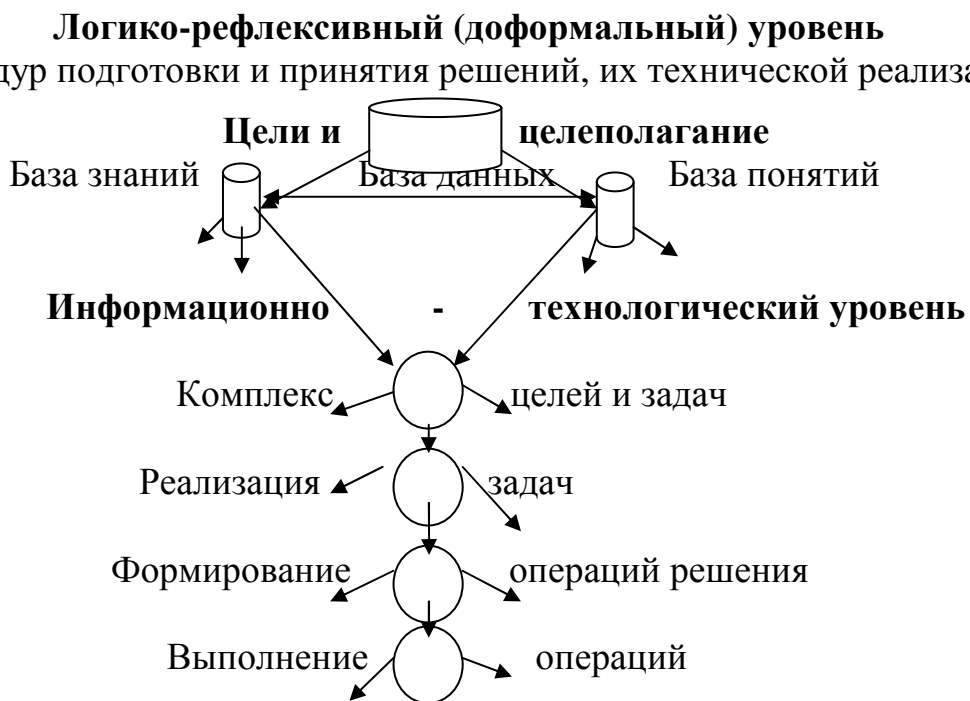 Логико-рефлексивный (доформальный) уровень
дур подготовки и принятия решений, их технической реализа
Цели и целеполагание
База знаний База данных База понятий
Информационно - технологический уровень
Комплекс целей и задач
Реализация задач
Формирование операций решения
Выполнение операций